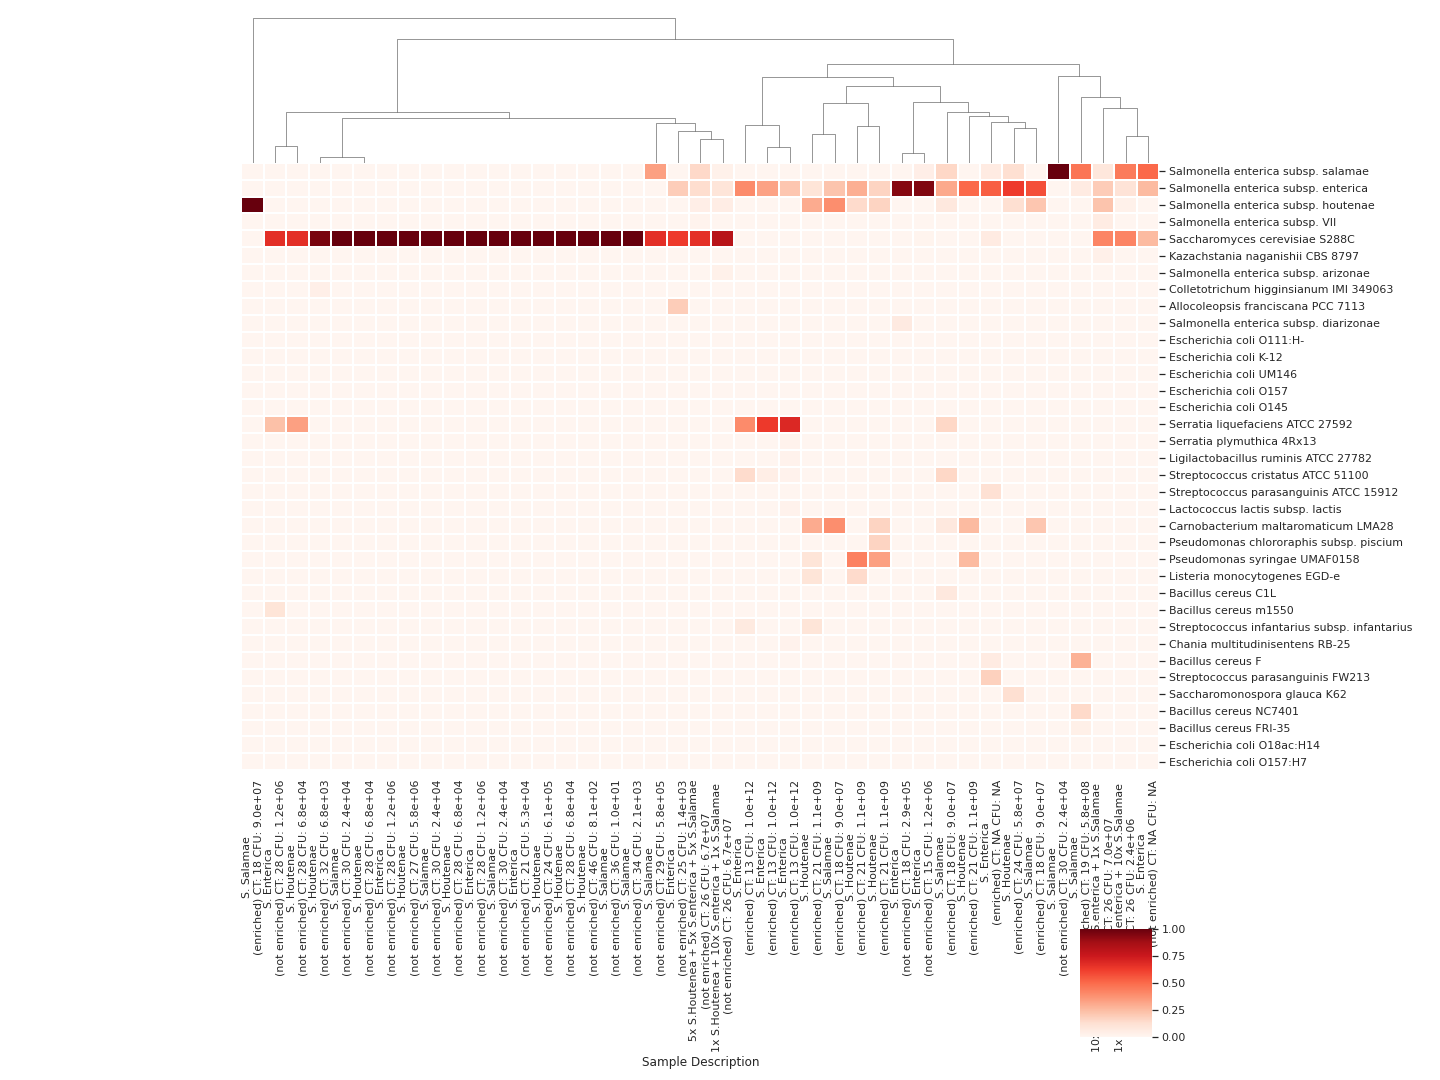 Salmonella enterica subsp. salamae
Salmonella enterica subsp. enterica
Salmonella enterica subsp. houtenae
Salmonella enterica subsp. VII
Saccharomyces cerevisiae S288C
Kazachstania naganishii CBS 8797
Salmonella enterica subsp. arizonae
Colletotrichum higginsianum IMI 349063
Allocoleopsis franciscana PCC 7113
Salmonella enterica subsp. diarizonae
Escherichia coli O111:H-
Escherichia coli K-12
Escherichia coli UM146
Escherichia coli O157
Escherichia coli O145
Serratia liquefaciens ATCC 27592
Serratia plymuthica 4Rx13
Ligilactobacillus ruminis ATCC 27782
Streptococcus cristatus ATCC 51100
Streptococcus parasanguinis ATCC 15912
Lactococcus lactis subsp. lactis
Carnobacterium maltaromaticum LMA28
Pseudomonas chlororaphis subsp. piscium
Pseudomonas syringae UMAF0158
Listeria monocytogenes EGD-e
Bacillus cereus C1L
Bacillus cereus m1550
Streptococcus infantarius subsp. infantarius
Chania multitudinisentens RB-25
Bacillus cereus F
Streptococcus parasanguinis FW213
Saccharomonospora glauca K62
Bacillus cereus NC7401
Bacillus cereus FRI-35
Escherichia coli O18ac:H14
Escherichia coli O157:H7
S. Salamae
(enriched) CT: 18 CFU: 9.0e+07
S. Enterica
(not enriched) CT: 28 CFU: 1.2e+06
S. Houtenae
(not enriched) CT: 28 CFU: 6.8e+04
S. Houtenae
(not enriched) CT: 32 CFU: 6.8e+03
S. Salamae
(not enriched) CT: 30 CFU: 2.4e+04
S. Houtenae
(not enriched) CT: 28 CFU: 6.8e+04
S. Enterica
(not enriched) CT: 28 CFU: 1.2e+06
S. Houtenae
(not enriched) CT: 27 CFU: 5.8e+06
S. Salamae
(not enriched) CT: 30 CFU: 2.4e+04
S. Houtenae
(not enriched) CT: 28 CFU: 6.8e+04
S. Enterica
(not enriched) CT: 28 CFU: 1.2e+06
S. Salamae
(not enriched) CT: 30 CFU: 2.4e+04
S. Enterica
(not enriched) CT: 21 CFU: 5.3e+04
S. Houtenae
(not enriched) CT: 24 CFU: 6.1e+05
S. Houtenae
(not enriched) CT: 28 CFU: 6.8e+04
S. Houtenae
(not enriched) CT: 46 CFU: 8.1e+02
S. Salamae
(not enriched) CT: 36 CFU: 1.0e+01
S. Salamae
(not enriched) CT: 34 CFU: 2.1e+03
S. Salamae
(not enriched) CT: 29 CFU: 5.8e+05
S. Enterica
(not enriched) CT: 25 CFU: 1.4e+03
5x S.Houtenea + 5x S.enterica + 5x S.Salamae
(not enriched) CT: 26 CFU: 6.7e+07
1x S.Houtenea + 10x S.enterica + 1x S.Salamae
(not enriched) CT: 26 CFU: 6.7e+07
S. Enterica
(enriched) CT: 13 CFU: 1.0e+12
S. Enterica
(enriched) CT: 13 CFU: 1.0e+12
S. Enterica
(enriched) CT: 13 CFU: 1.0e+12
S. Houtenae
(enriched) CT: 21 CFU: 1.1e+09
S. Salamae
(enriched) CT: 18 CFU: 9.0e+07
S. Houtenae
(enriched) CT: 21 CFU: 1.1e+09
S. Houtenae
(enriched) CT: 21 CFU: 1.1e+09
S. Enterica
(not enriched) CT: 18 CFU: 2.9e+05
S. Enterica
(not enriched) CT: 15 CFU: 1.2e+06
S. Salamae
(enriched) CT: 18 CFU: 9.0e+07
S. Houtenae
(enriched) CT: 21 CFU: 1.1e+09
S. Enterica
(enriched) CT: NA CFU: NA
S. Houtenae
(enriched) CT: 24 CFU: 5.8e+07
S. Salamae
(enriched) CT: 18 CFU: 9.0e+07
S. Salamae
(not enriched) CT: 30 CFU: 2.4e+04
S. Salamae
CT: 19 CFU: 5.8e+08
S.enterica + 1x S.Salamae
CT: 26 CFU: 7.0e+07
1x + 10x S.Salamae
CT: 26 CFU: 2.4e+06
S. Enterica
enriched) CT: NA CFU: NA
1.00
0.75
0.50
0.25
0.00
Sample Description